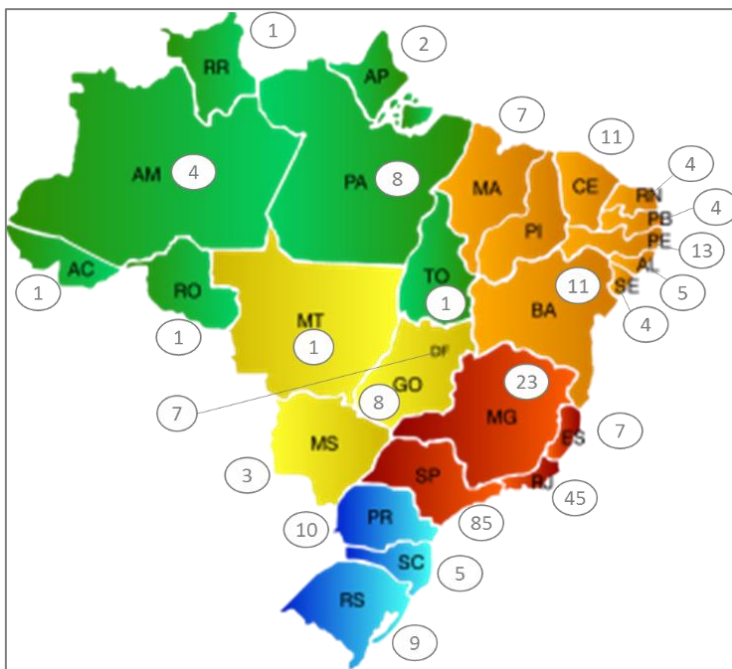 1
2
RR
AP
7
11
AM
4
PA
8
MA
CE
4
RN
PB
4
PI
PE
13
AC
TO
AL
5
1
RO
1
BA
11
SE
4
1
MT
1
DF
GO
8
7
MG
23
ES
7
MS
3
SP
RJ
45
10
PR
85
SC
5
RS
9